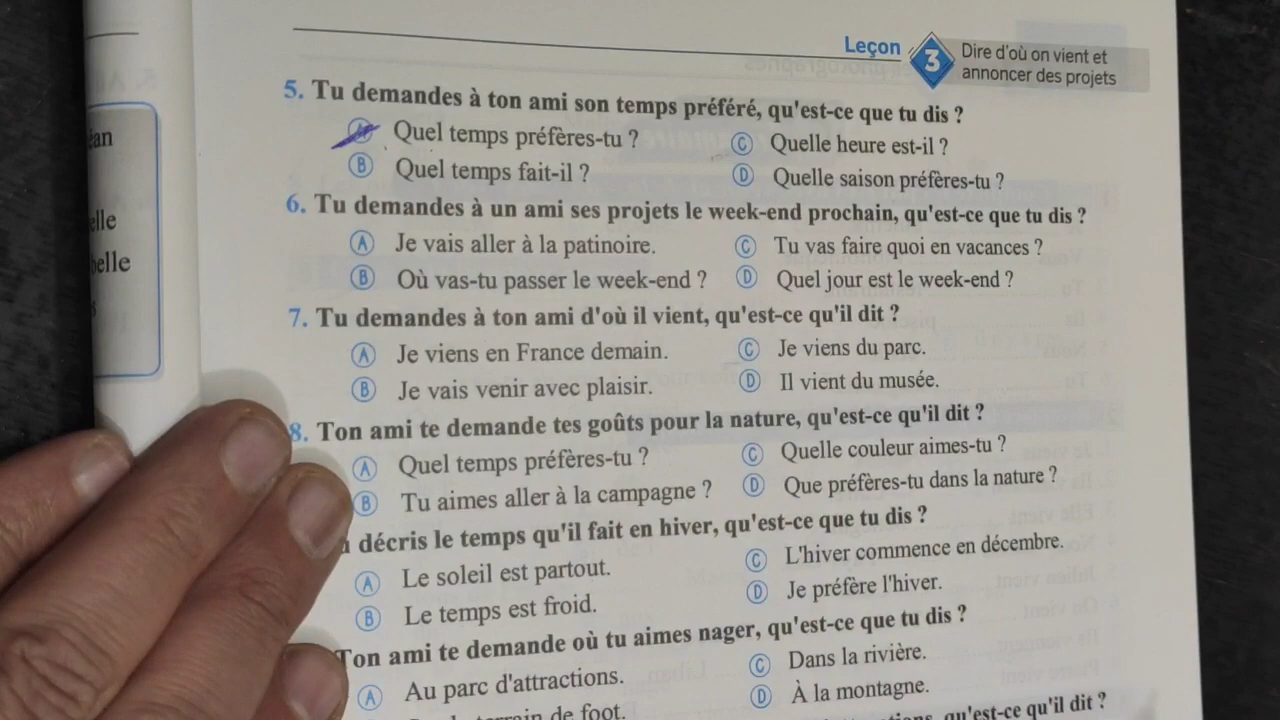 Leçon 3 Dire d'où on vient et
annoncer des projets
5. Tu demandes à ton ami son temps préféré, qu'est-ce que tu dis ?
A Quel temps préfères-tu ?
C Quelle heure est-il ?
B Quel temps fait-il ?
D Quelle saison préfères-tu ?
6. Tu demandes à un ami ses projets le week-end prochain, qu'est-ce que tu dis ?
A Je vais aller à la patinoire.
C Tu vas faire quoi en vacances ?
B Où vas-tu passer le week-end ?
D Quel jour est le week-end ?
7. Tu demandes à ton ami d'où il vient, qu'est-ce qu'il dit ?
A Je viens en France demain.
C Je viens du parc.
B Je vais venir avec plaisir.
D Il vient du musée.
8. Ton ami te demande tes goûts pour la nature, qu'est-ce qu'il dit ?
A Quel temps préfères-tu ?
C Quelle couleur aimes-tu ?
B Tu aimes aller à la campagne ?
D Que préfères-tu dans la nature ?
décris le temps qu'il fait en hiver, qu'est-ce que tu dis ?
A Le soleil est partout.
C L'hiver commence en décembre.
B Le temps est froid.
D Je préfère l'hiver.
Ton ami te demande où tu aimes nager, qu'est-ce que tu dis ?
A Au parc d'attractions.
C Dans la rivière.
D À la montagne.
de foot.
qu'est-ce qu'il dit ?